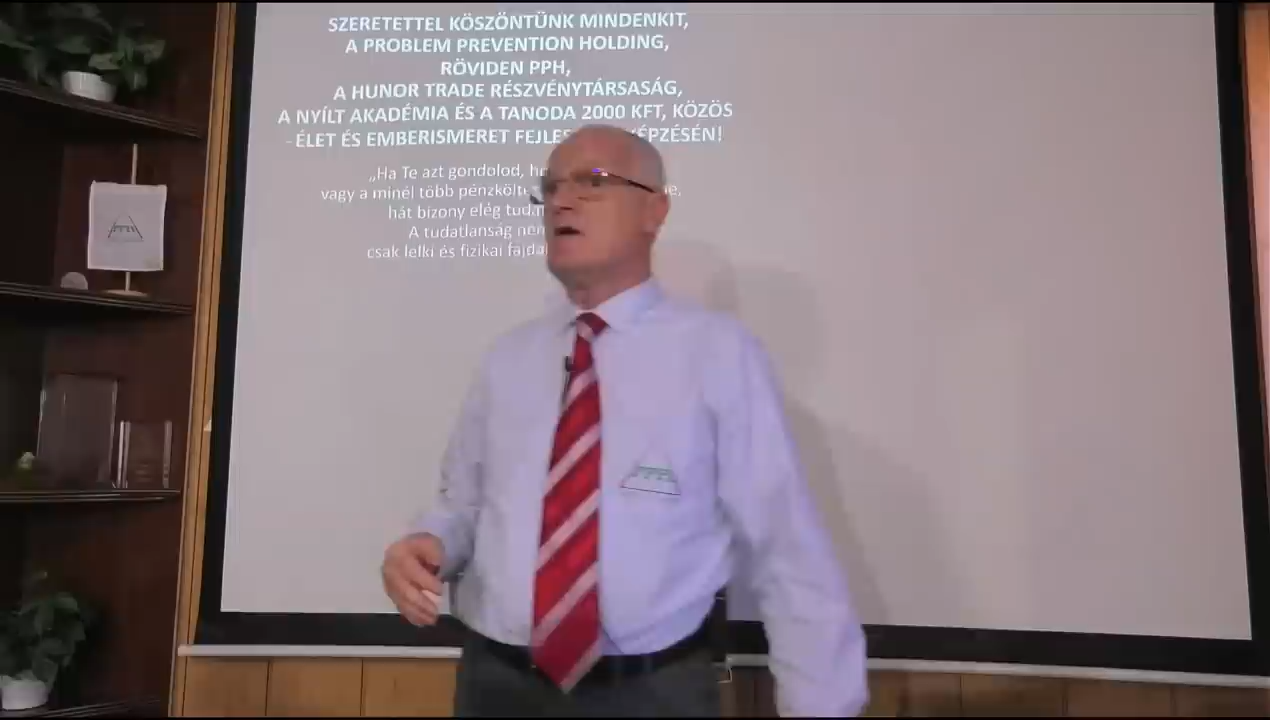 SZERETETTEL KÖSZÖNTÜNK MINDENKIT,
A PROBLEM PREVENTION HOLDING,
RÖVIDEN PPH,
A HUNOR TRADE RÉSZVÉNYTÁRSASÁG,
A NYÍLT AKADÉMIA ÉS A TANODA 2000 KFT, KÖZÖS
- ÉLET ÉS EMBERISMERET
„Ha Te azt gondolod,
vagy a minél több
hát bizony elég
A tudatlanság
csak lelki és fizikai